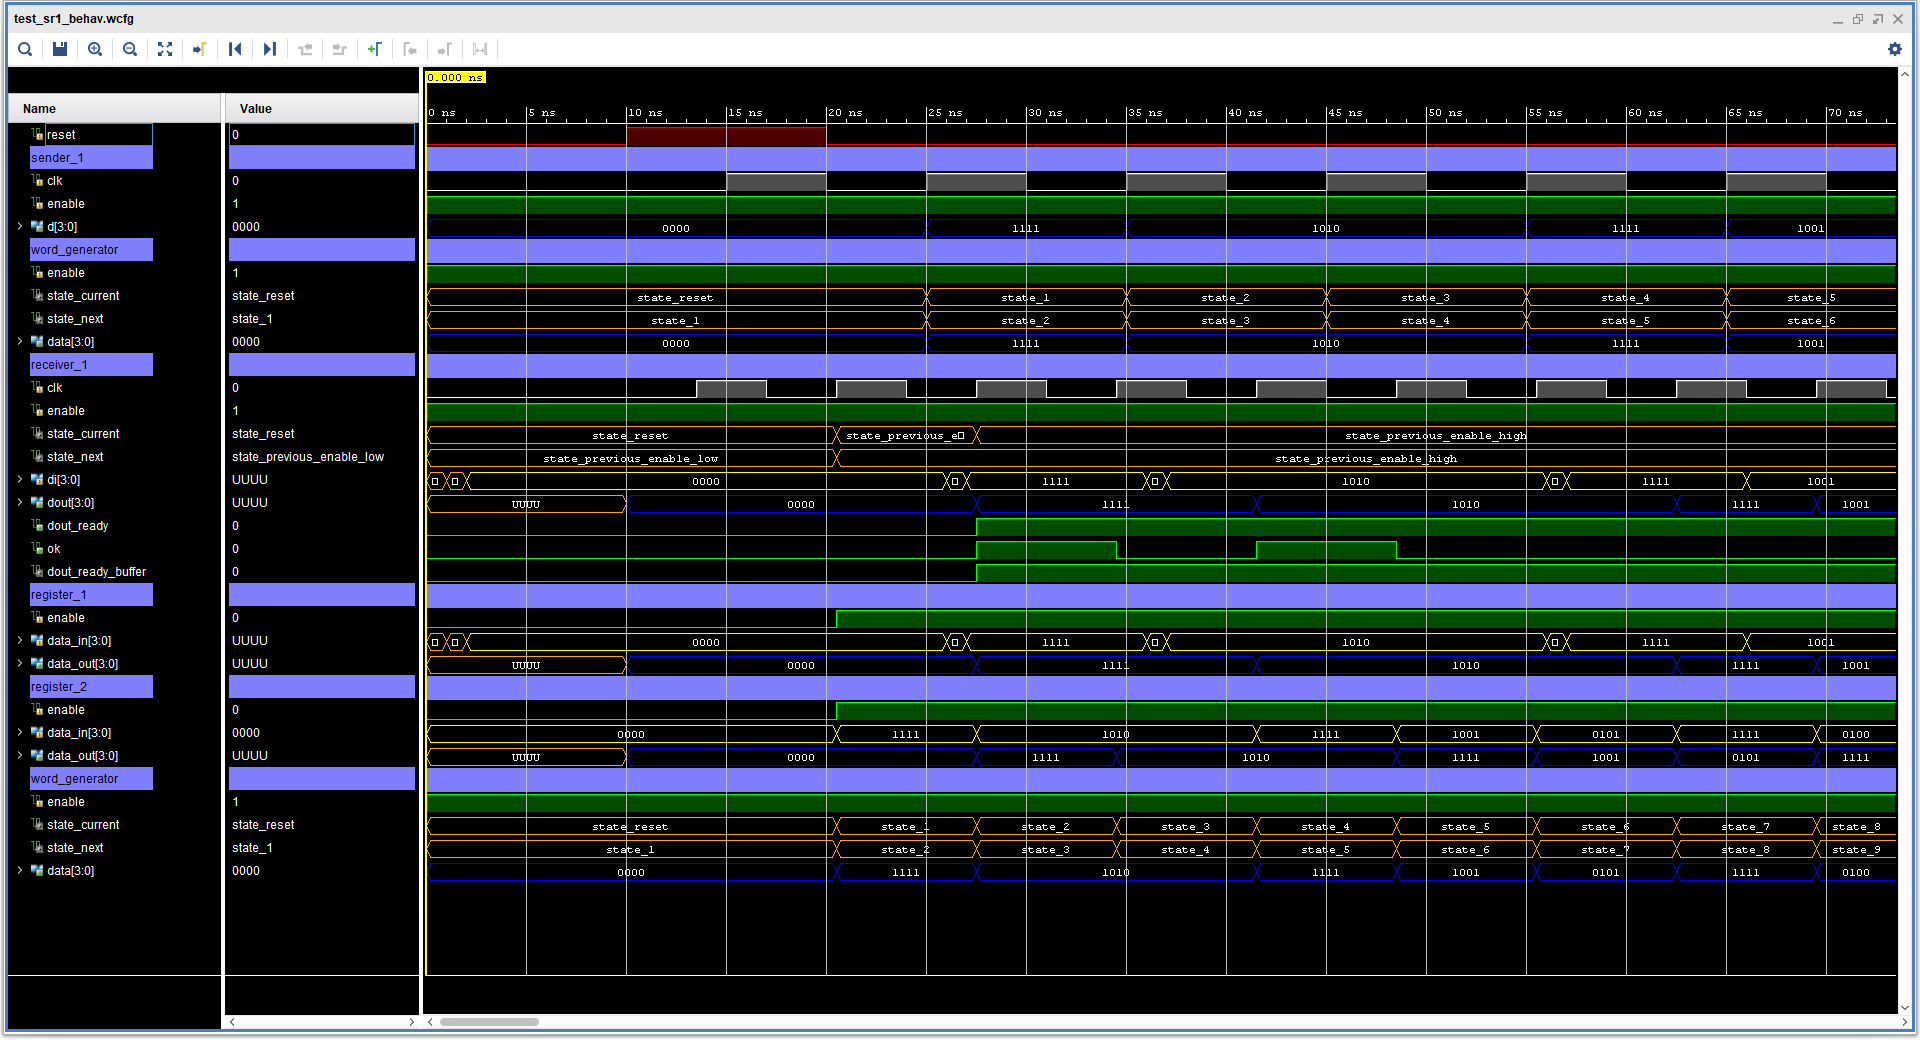 test_sr1_behav.wcfg
0.000 ns
Name Value
0 ns 5 ns 10 ns 15 ns 20 ns 25 ns 30 ns 35 ns 40 ns 45 ns 50 ns 55 ns 60 ns 65 ns 70 ns
reset 0
sender_1
clk 0
enable 1
d[3:0] 0000 0000 1111 1010 1111 1001
word_generator
enable 1
state_current state_reset state_reset state_1 state_2 state_3 state_4 state_5
state_next state_1 state_1 state_2 state_3 state_4 state_5 state_6
data[3:0] 0000 0000 1111 1010 1111 1001
receiver_1
clk 0
enable 1
state_current state_reset state_reset state_previous_e state_previous_enable_high
state_next state_previous_enable_low state_previous_enable_low state_previous_enable_high
di[3:0] UUUU 0000 1111 1010 1111 1001
dout[3:0] UUUU UUUU 0000 1111 1010 1111 1001
dout_ready 0
ok 0
dout_ready_buffer 0
register_1
enable 0
data_in[3:0] UUUU 0000 1111 1010 1111 1001
data_out[3:0] UUUU UUUU 0000 1111 1010 1111 1001
register_2
enable 0
data_in[3:0] 0000 0000 1111 1010 1111 1001 0101 1111 0100
data_out[3:0] UUUU UUUU 0000 1111 1010 1111 1001 0101 1111
word_generator
enable 1
state_current state_reset state_reset state_1 state_2 state_3 state_4 state_5 state_6 state_7 state_8
state_next state_1 state_1 state_2 state_3 state_4 state_5 state_6 state_7 state_8 state_9
data[3:0] 0000 0000 1111 1010 1111 1001 0101 1111 0100